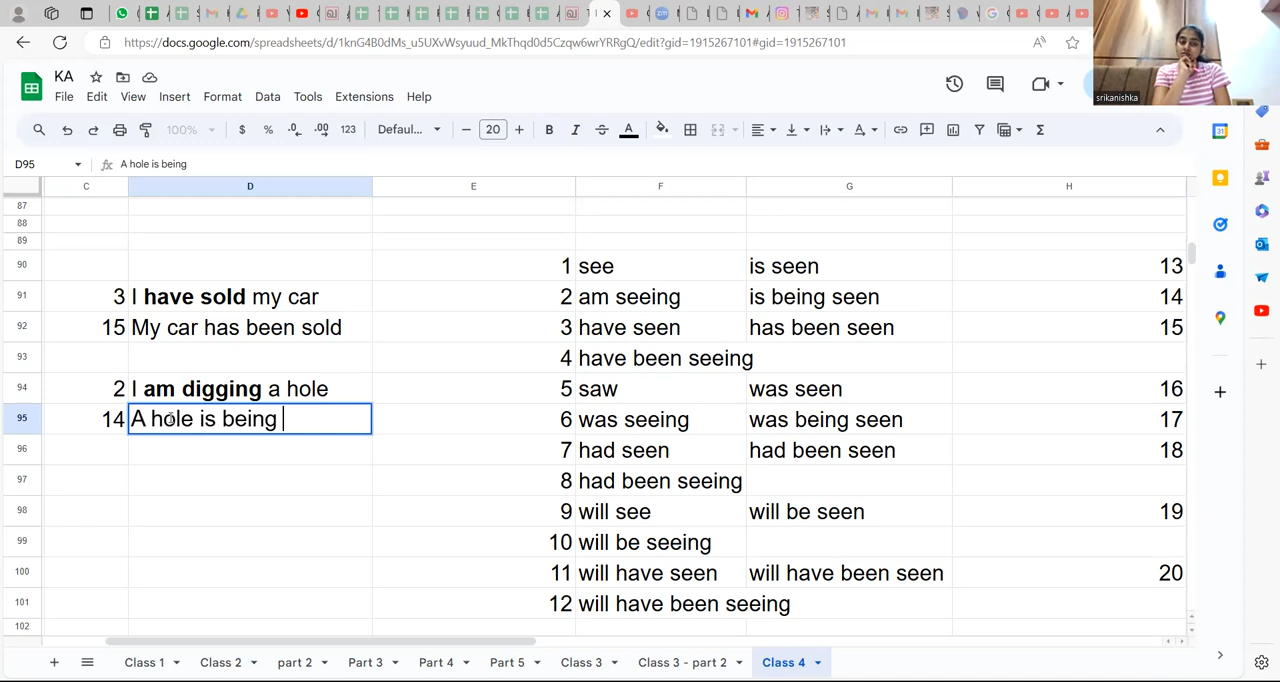 https://docs.google.com/spreadsheets/d/1knG4B0dMs_u5UXvWsyuud_MkThqd0d5Czqw6wrYRRgQ/edit?gid=1915267101#gid=1915267101
srikanishka
KA
File Edit View Insert Format Data Tools Extensions Help
100% $ % .0 .00 123 Defaul... 20 B I A
D95 fx A hole is being
C D E F G H
87
88
89
90 1 see is seen 13
91 3 I have sold my car 2 am seeing is being seen 14
92 15 My car has been sold 3 have seen has been seen 15
93 4 have been seeing
94 2 I am digging a hole 5 saw was seen 16
95 14 A hole is being 6 was seeing was being seen 17
96 7 had seen had been seen 18
97 8 had been seeing
98 9 will see will be seen 19
99 10 will be seeing
100 11 will have seen will have been seen 20
101 12 will have been seeing
102
Class 1 Class 2 part 2 Part 3 Part 4 Part 5 Class 3 Class 3 - part 2 Class 4